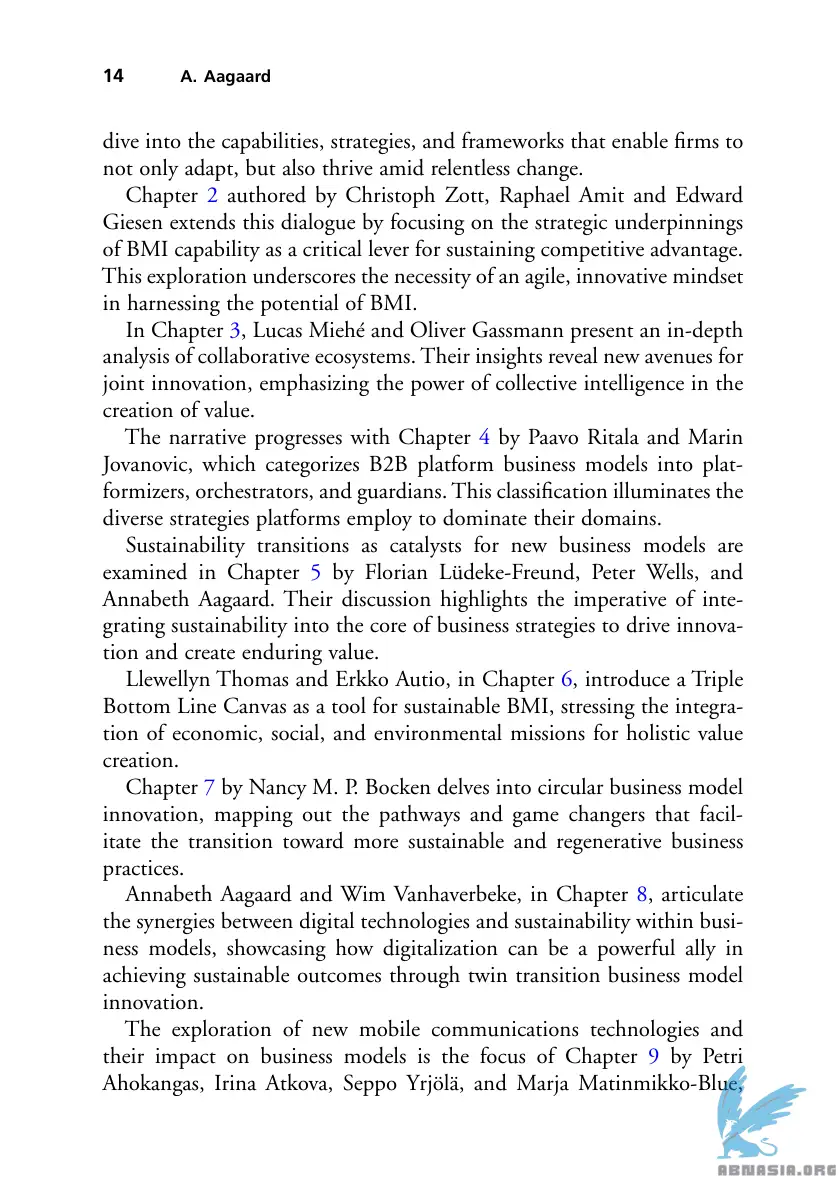 14 A. Aagaard
dive into the capabilities, strategies, and frameworks that enable firms to
not only adapt, but also thrive amid relentless change.
Chapter 2 authored by Christoph Zott, Raphael Amit and Edward
Giesen extends this dialogue by focusing on the strategic underpinnings
of BMI capability as a critical lever for sustaining competitive advantage.
This exploration underscores the necessity of an agile, innovative mindset
in harnessing the potential of BMI.
In Chapter 3, Lucas Miehé and Oliver Gassmann present an in-depth
analysis of collaborative ecosystems. Their insights reveal new avenues for
joint innovation, emphasizing the power of collective intelligence in the
creation of value.
The narrative progresses with Chapter 4 by Paavo Ritala and Marin
Jovanovic, which categorizes B2B platform business models into plat-
formizers, orchestrators, and guardians. This classification illuminates the
diverse strategies platforms employ to dominate their domains.
Sustainability transitions as catalysts for new business models are
examined in Chapter 5 by Florian Lüdeke-Freund, Peter Wells, and
Annabeth Aagaard. Their discussion highlights the imperative of inte-
grating sustainability into the core of business strategies to drive innova-
tion and create enduring value.
Llewellyn Thomas and Erkko Autio, in Chapter 6, introduce a Triple
Bottom Line Canvas as a tool for sustainable BMI, stressing the integra-
tion of economic, social, and environmental missions for holistic value
creation.
Chapter 7 by Nancy M. P. Bocken delves into circular business model
innovation, mapping out the pathways and game changers that facil-
itate the transition toward more sustainable and regenerative business
practices.
Annabeth Aagaard and Wim Vanhaverbeke, in Chapter 8, articulate
the synergies between digital technologies and sustainability within busi-
ness models, showcasing how digitalization can be a powerful ally in
achieving sustainable outcomes through twin transition business model
innovation.
The exploration of new mobile communications technologies and
their impact on business models is the focus of Chapter 9 by Petri
Ahokangas, Irina Atkova, Seppo Yrjölä, and Marja Matinmikko-Blue,
ABNASIA.ORG